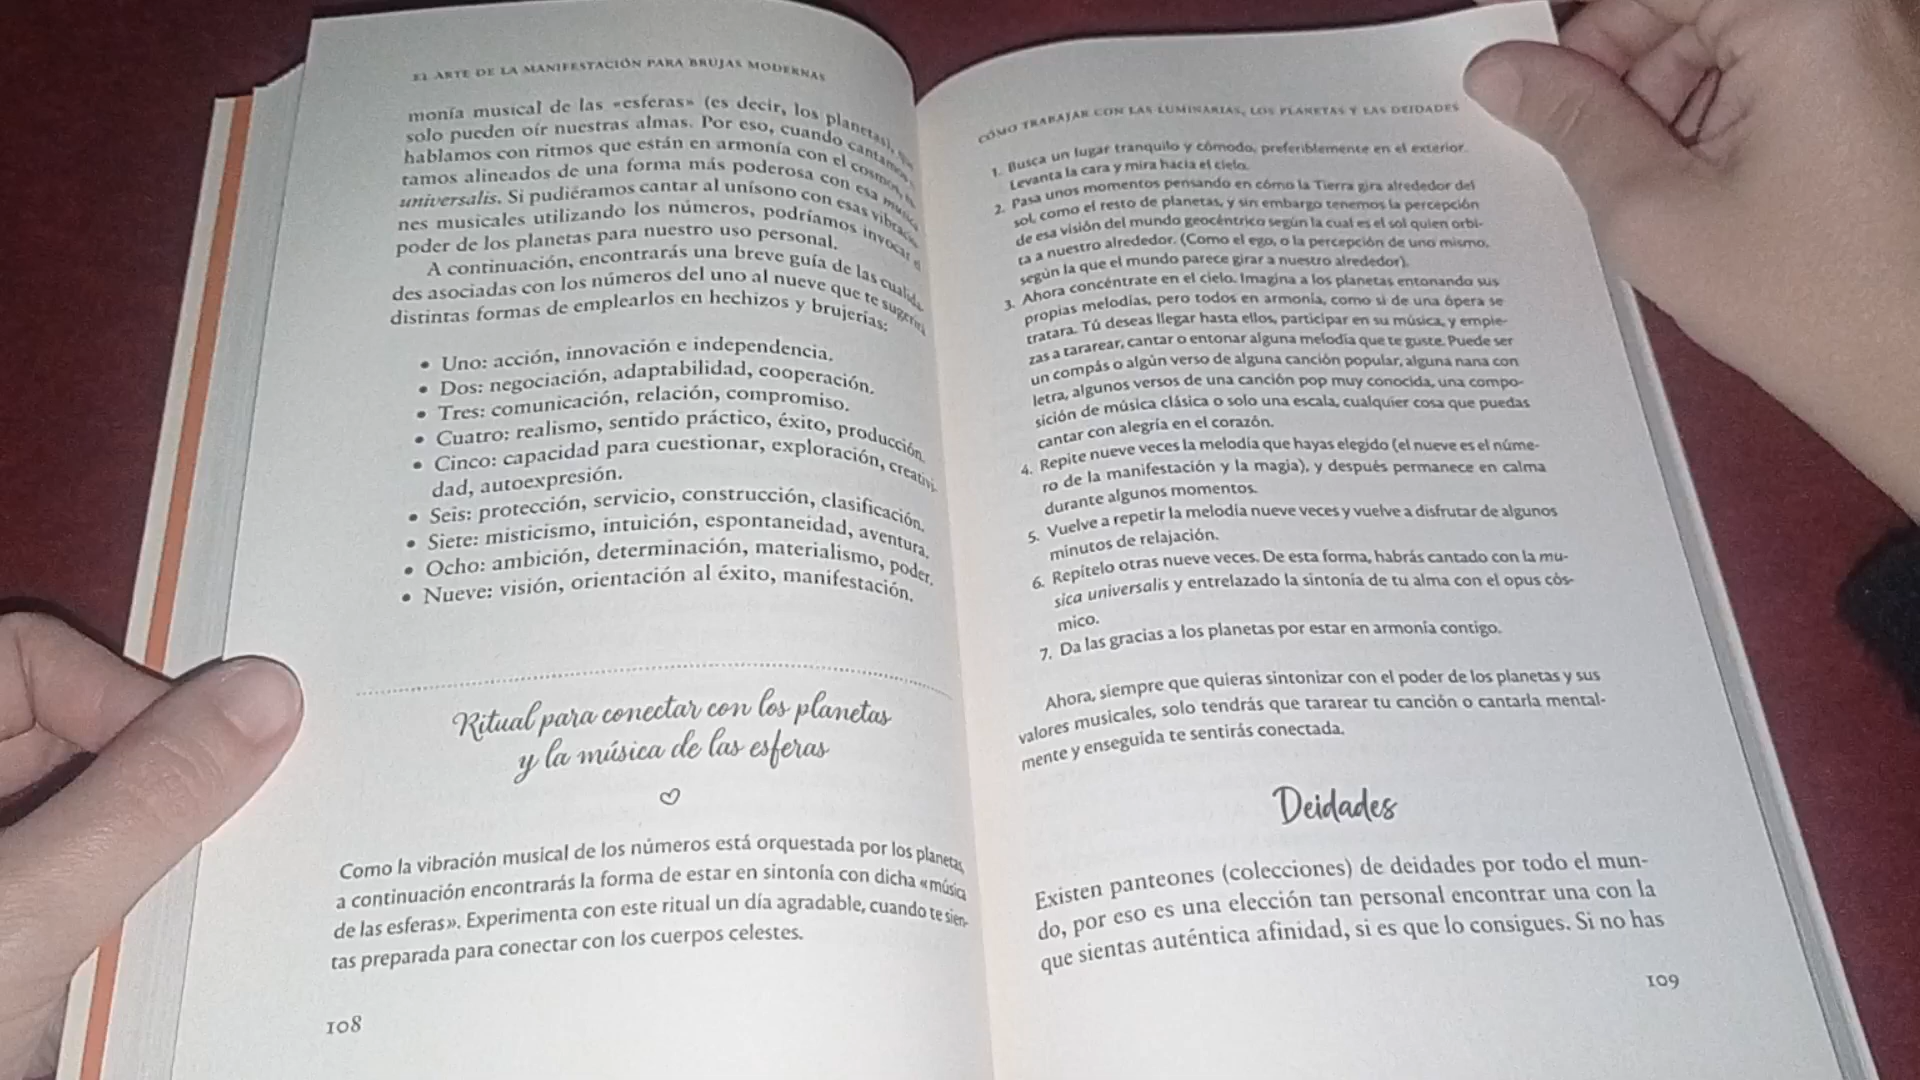 EL ARTE DE LA MANIFESTACIÓN PARA BRUJAS MODERNAS
monía musical de las «esferas» (es decir, los planetas), que
solo pueden oír nuestras almas. Por eso, cuando cantamos o
hablamos con ritmos que están en armonía con el cosmos,
tamos alineados de una forma más poderosa con esa musica
universalis. Si pudiéramos cantar al unísono con esas vibracio-
nes musicales utilizando los números, podríamos invocar el
poder de los planetas para nuestro uso personal.
A continuación, encontrarás una breve guía de las cualida-
des asociadas con los números del uno al nueve que te sugerirá
distintas formas de emplearlos en hechizos y brujerías:
• Uno: acción, innovación e independencia.
• Dos: negociación, adaptabilidad, cooperación.
• Tres: comunicación, relación, compromiso.
• Cuatro: realismo, sentido práctico, éxito, producción.
• Cinco: capacidad para cuestionar, exploración, creativi-
dad, autoexpresión.
• Seis: protección, servicio, construcción, clasificación.
• Siete: misticismo, intuición, espontaneidad, aventura.
• Ocho: ambición, determinación, materialismo, poder.
• Nueve: visión, orientación al éxito, manifestación.
Ritual para conectar con los planetas
y la música de las esferas
Como la vibración musical de los números está orquestada por los planetas,
a continuación encontrarás la forma de estar en sintonía con dicha «música
de las esferas». Experimenta con este ritual un día agradable, cuando te sien-
tas preparada para conectar con los cuerpos celestes.
108
CÓMO TRABAJAR CON LAS LUMINARIAS, LOS PLANETAS Y LAS DEIDADES
1. Busca un lugar tranquilo y cómodo, preferiblemente en el exterior.
Levanta la cara y mira hacia el cielo.
2. Pasa unos momentos pensando en cómo la Tierra gira alrededor del
sol, como el resto de planetas, y sin embargo tenemos la percepción
de esa visión del mundo geocéntrico según la cual es el sol quien orbi-
ta a nuestro alrededor. (Como el ego, o la percepción de uno mismo,
según la que el mundo parece girar a nuestro alrededor).
3. Ahora concéntrate en el cielo. Imagina a los planetas entonando sus
propias melodías, pero todos en armonía, como si de una ópera se
tratara. Tú deseas llegar hasta ellos, participar en su música, y empie-
zas a tararear, cantar o entonar alguna melodía que te guste. Puede ser
un compás o algún verso de alguna canción popular, alguna nana con
letra, algunos versos de una canción pop muy conocida, una compo-
sición de música clásica o solo una escala, cualquier cosa que puedas
cantar con alegría en el corazón.
4. Repite nueve veces la melodía que hayas elegido (el nueve es el núme-
ro de la manifestación y la magia), y después permanece en calma
durante algunos momentos.
5. Vuelve a repetir la melodía nueve veces y vuelve a disfrutar de algunos
minutos de relajación.
6. Repítelo otras nueve veces. De esta forma, habrás cantado con la mu-
sica universalis y entrelazado la sintonía de tu alma con el opus cós-
mico.
7. Da las gracias a los planetas por estar en armonía contigo.
Ahora, siempre que quieras sintonizar con el poder de los planetas y sus
valores musicales, solo tendrás que tararear tu canción o cantarla mental-
mente y enseguida te sentirás conectada.
Deidades
Existen panteones (colecciones) de deidades por todo el mun-
do, por eso es una elección tan personal encontrar una con la
que sientas auténtica afinidad, si es que lo consigues. Si no has
109